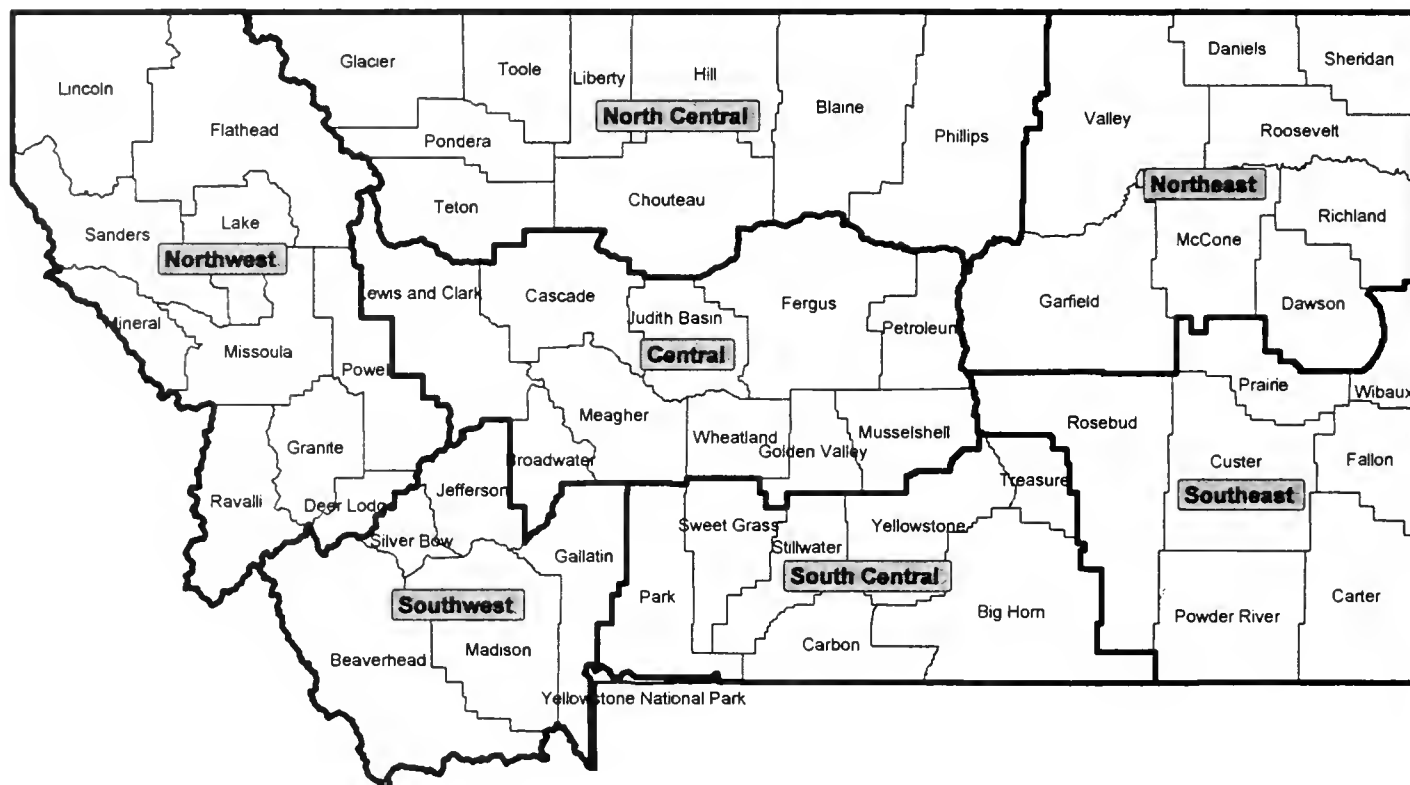 Daniels
Glacier
Toole
Sheridan
Lincoln
Liberty
Hill
Blaine
North Central
Valley
Flathead
Roosevelt
Pondera
Phillips
Northeast
Chouteau
Teton
Lake
Richland
Sanders
McCone
Northwest
Lewis and Clark
Cascade
Fergus
Garfield
Dawson
Judith Basin
Mineral
Petroleum
Missoula
Central
Powell
Prairie
Wibaux
Meagher
Rosebud
Musselshell
Wheatland
Granite
Golden Valley
Broadwater
Custer
Fallon
Treasure
Jefferson
Southeast
Ravalli
Deer Lodge
Sweet Grass
Yellowstone
Silver Bow
Stillwater
Gallatin
South Central
Park
Carter
Southwest
Big Horn
Powder River
Carbon
Madison
Beaverhead
Yellowstone National Park